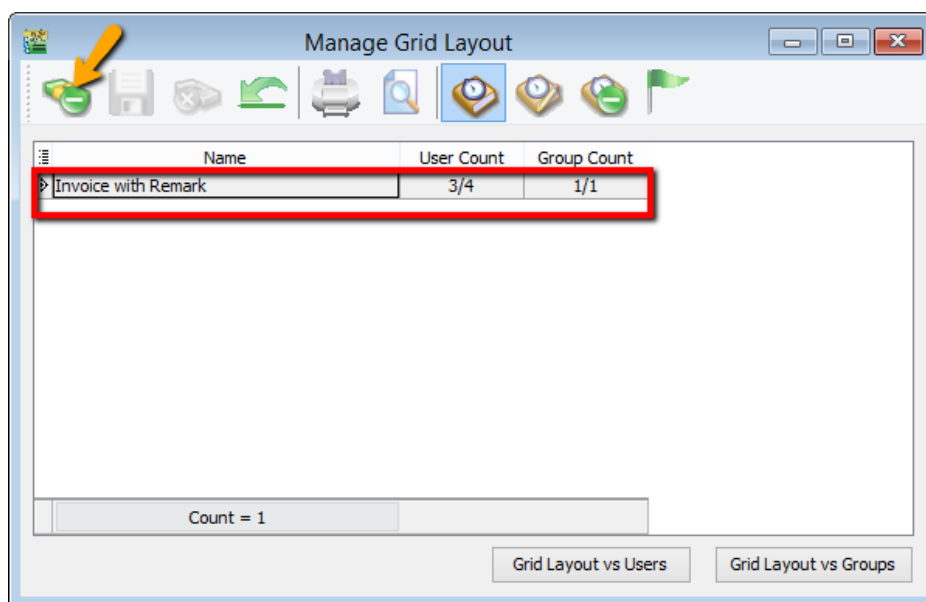 Manage Grid Layout
Name User Count Group Count
Invoice with Remark 3/4 1/1
Count = 1
Grid Layout vs Users Grid Layout vs Groups